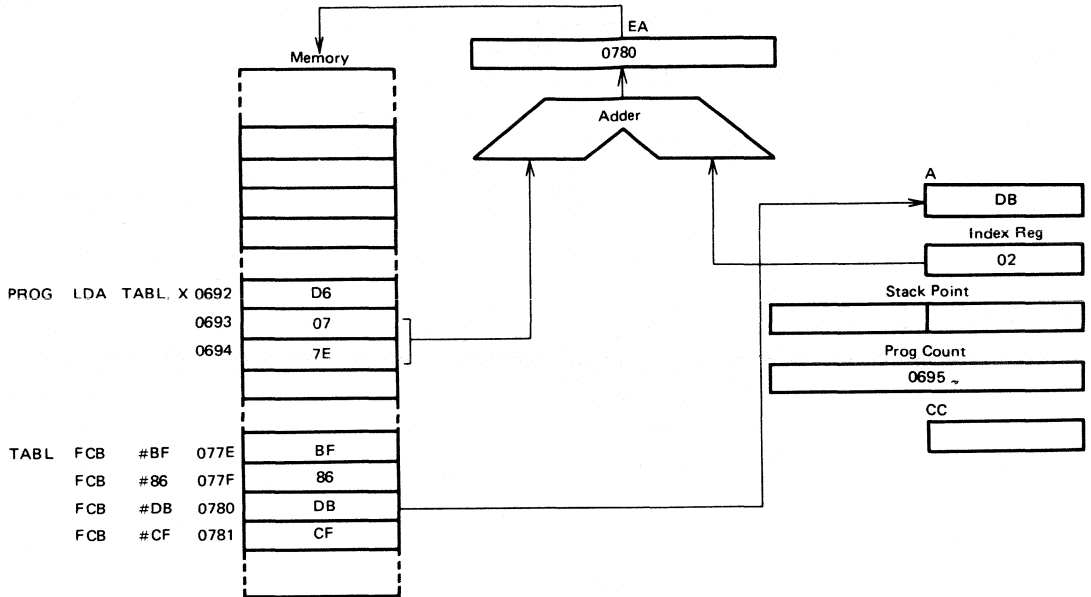 EA
0780
Memory
Adder
A
DB
Index Reg
02
Stack Point
PROG LDA TABL, X 0692 D6
0693 07
0694 7E
Prog Count
0695
CC
TABL FCB #BF 077E BF
FCB #86 077F 86
FCB #DB 0780 DB
FCB #CF 0781 CF